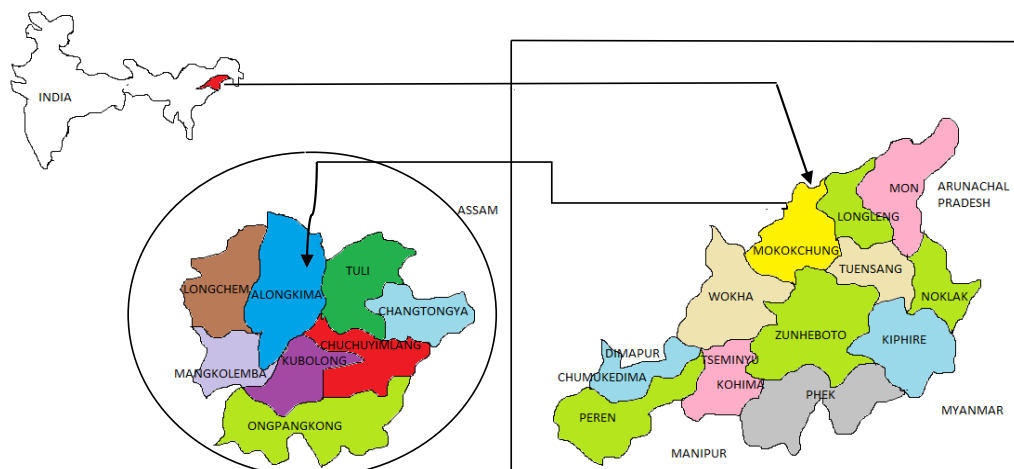 INDIA
ASSAM
LONGCHEM
ALONGKIMA
TULI
CHANGTONGYA
CHUCHUYIMLANG
KUBOLONG
MANGKOLEMBA
ONGPANGKONG
MON
ARUNACHAL
PRADESH
LONGLENG
MOKOKCHUNG
TUENSANG
NOKLAK
WOKHA
ZUNHEBOTO
KIPHIRE
DIMAPUR
TSEMINYU
CHUMUKEDIMA
KOHIMA
PHEK
PEREN
MYANMAR
MANIPUR